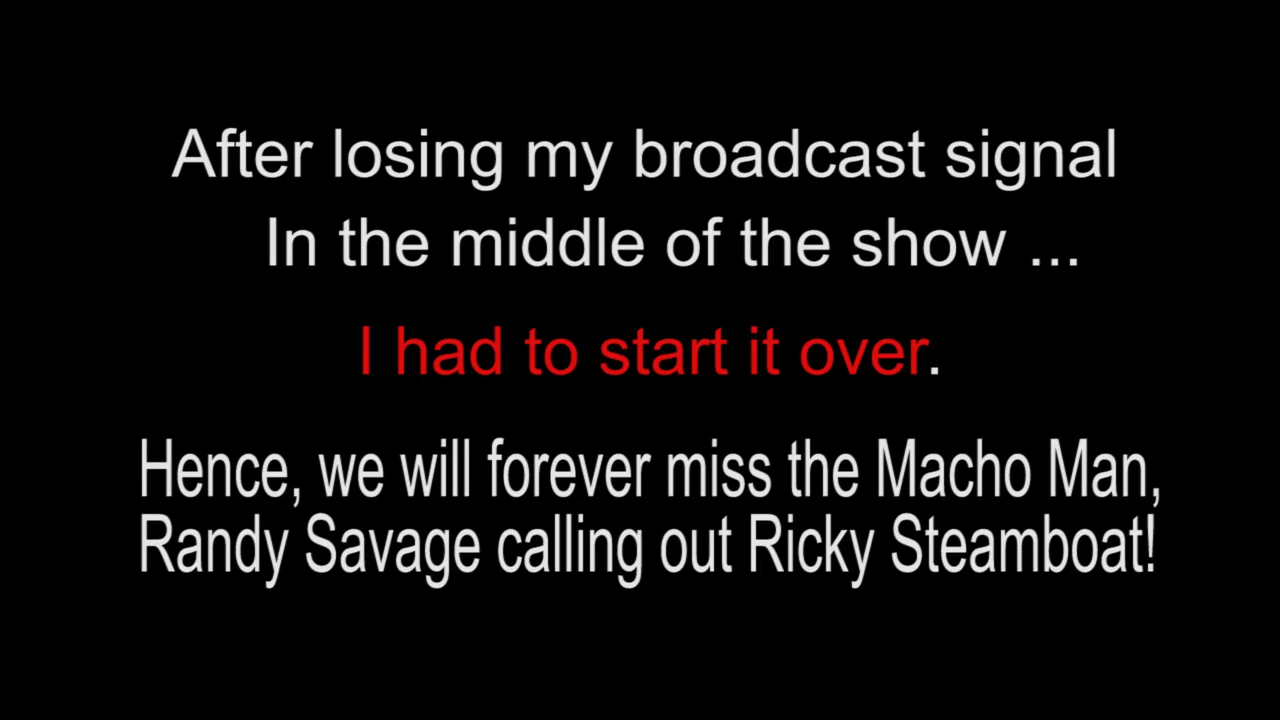 After losing my broadcast signal
In the middle of the show ...
I had to start it over.
Hence, we will forever miss the Macho Man,
Randy Savage calling out Ricky Steamboat!